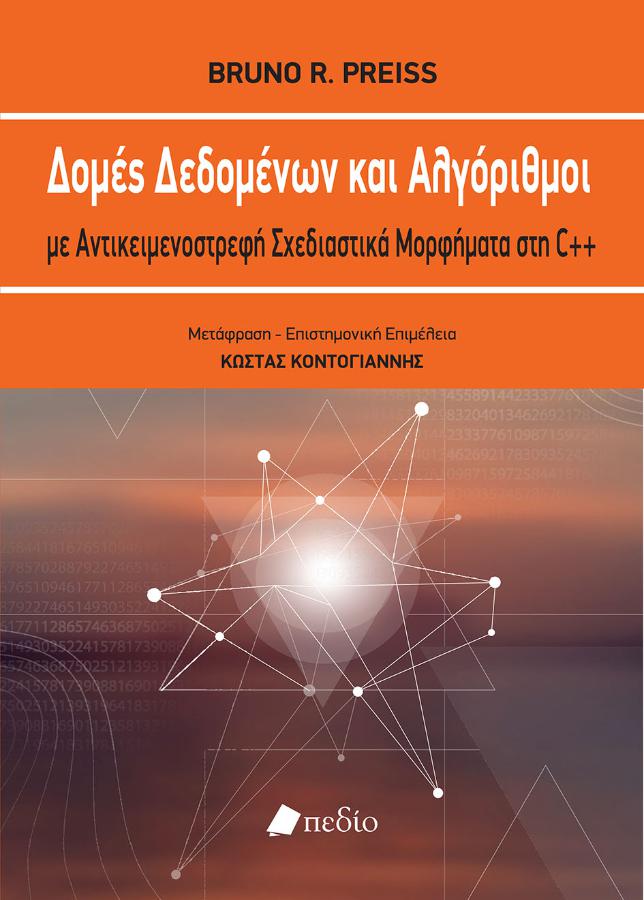 BRUNO R. PREISS
Δομές Δεδομένων και Αλγόριθμοι
με Αντικειμενοστρεφή Σχεδιαστικά Μορφήματα στη C++
Μετάφραση - Επιστημονική Επιμέλεια
ΚΩΣΤΑΣ ΚΟΝΤΟΓΙΑΝΝΗΣ
πεδίο